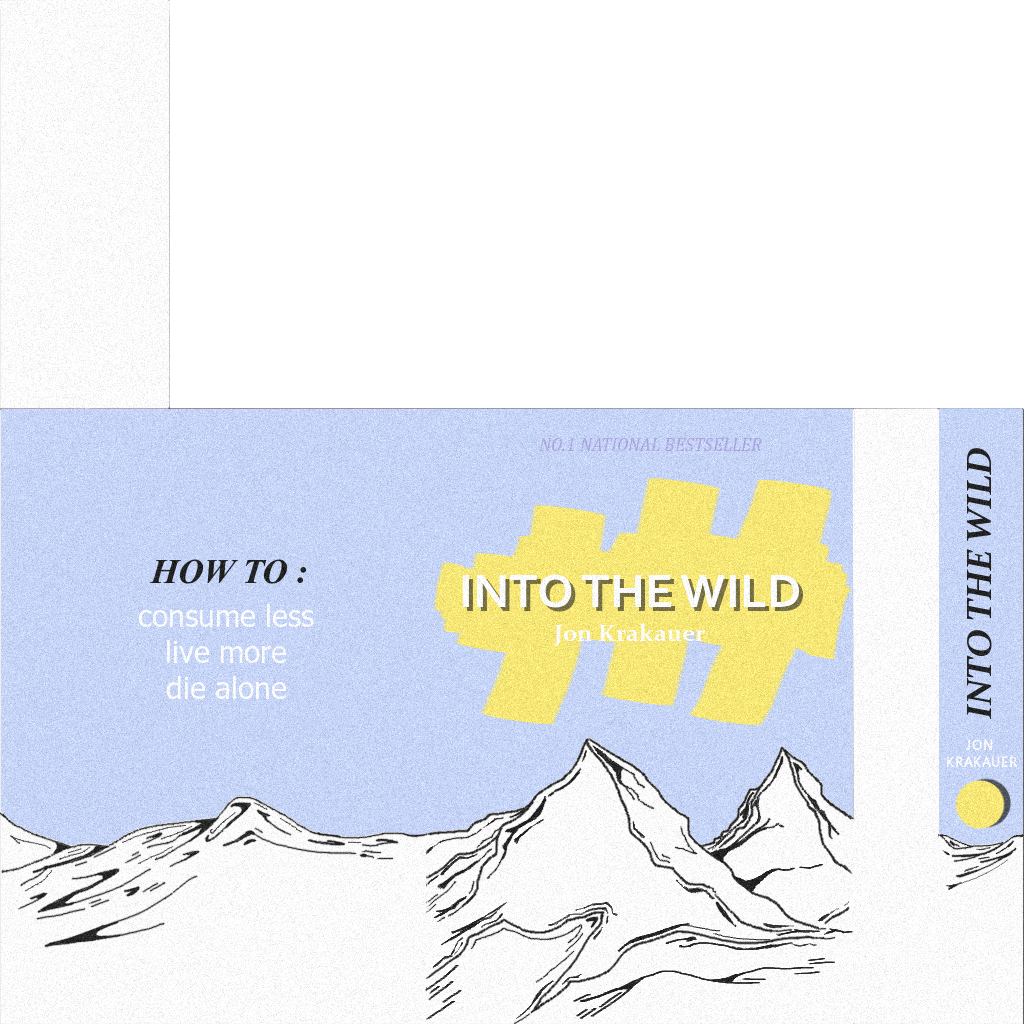 NO.1 NATIONAL BESTSELLER
HOW TO :
consume less
live more
die alone
INTO THE WILD
Jon Krakauer
INTO THE WILD
JON
KRAKAUER